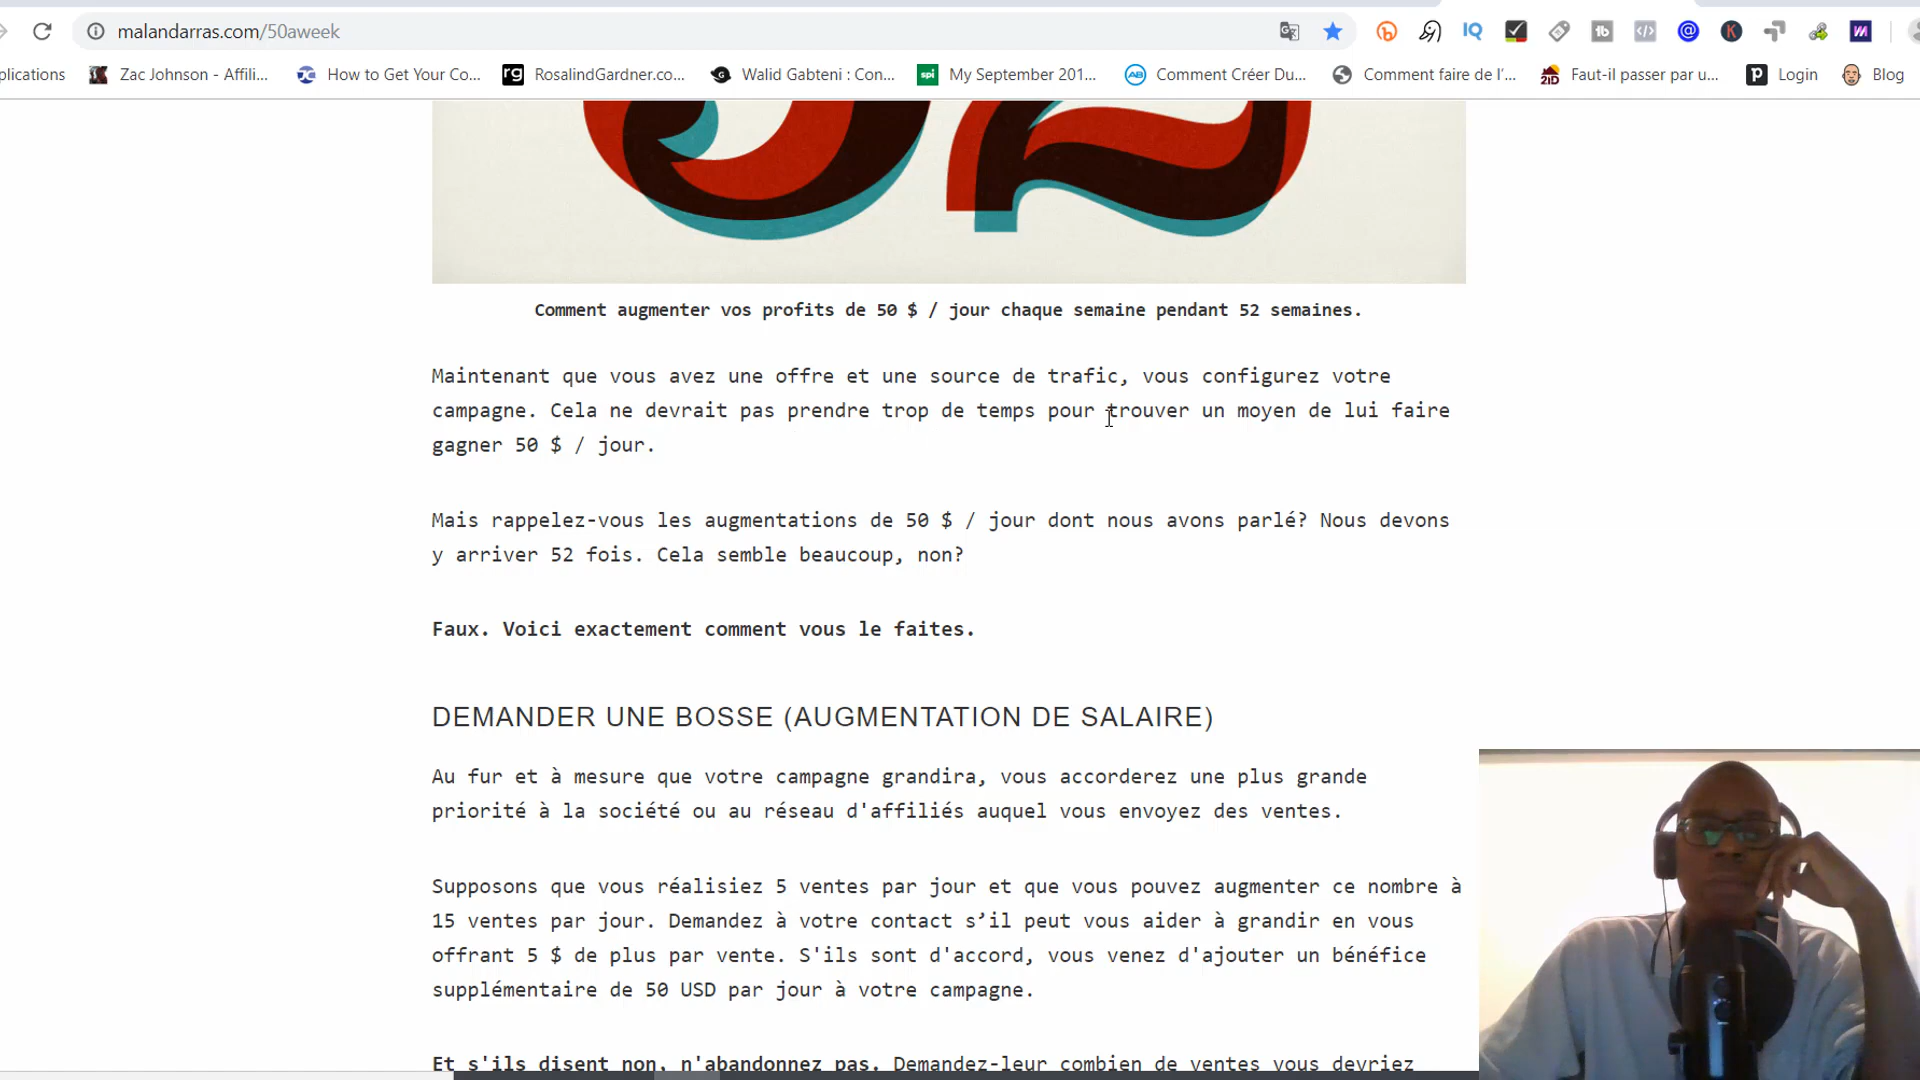 malandarras.com/50aweek
plications
Zac Johnson - Affili...
How to Get Your Co...
rg
RosalindGardner.co...
Walid Gabteni : Con...
spi
My September 201...
AB
Comment Créer Du...
Comment faire de l'...
21D
Faut-il passer par u...
Login
Blog
52
Comment augmenter vos profits de 50 $ / jour chaque semaine pendant 52 semaines.
Maintenant que vous avez une offre et une source de trafic, vous configurez votre
campagne. Cela ne devrait pas prendre trop de temps pour trouver un moyen de lui faire
gagner 50 $ / jour.
Mais rappelez-vous les augmentations de 50 $ / jour dont nous avons parlé? Nous devons
y arriver 52 fois. Cela semble beaucoup, non?
Faux. Voici exactement comment vous le faites.
DEMANDER UNE BOSSE (AUGMENTATION DE SALAIRE)
Au fur et à mesure que votre campagne grandira, vous accorderez une plus grande
priorité à la société ou au réseau d'affiliés auquel vous envoyez des ventes.
Supposons que vous réalisiez 5 ventes par jour et que vous pouvez augmenter ce nombre à
15 ventes par jour. Demandez à votre contact s’il peut vous aider à grandir en vous
offrant 5 $ de plus par vente. S'ils sont d'accord, vous venez d'ajouter un bénéfice
supplémentaire de 50 USD par jour à votre campagne.
Et s'ils disent non, n'abandonnez pas. Demandez-leur combien de ventes vous devriez